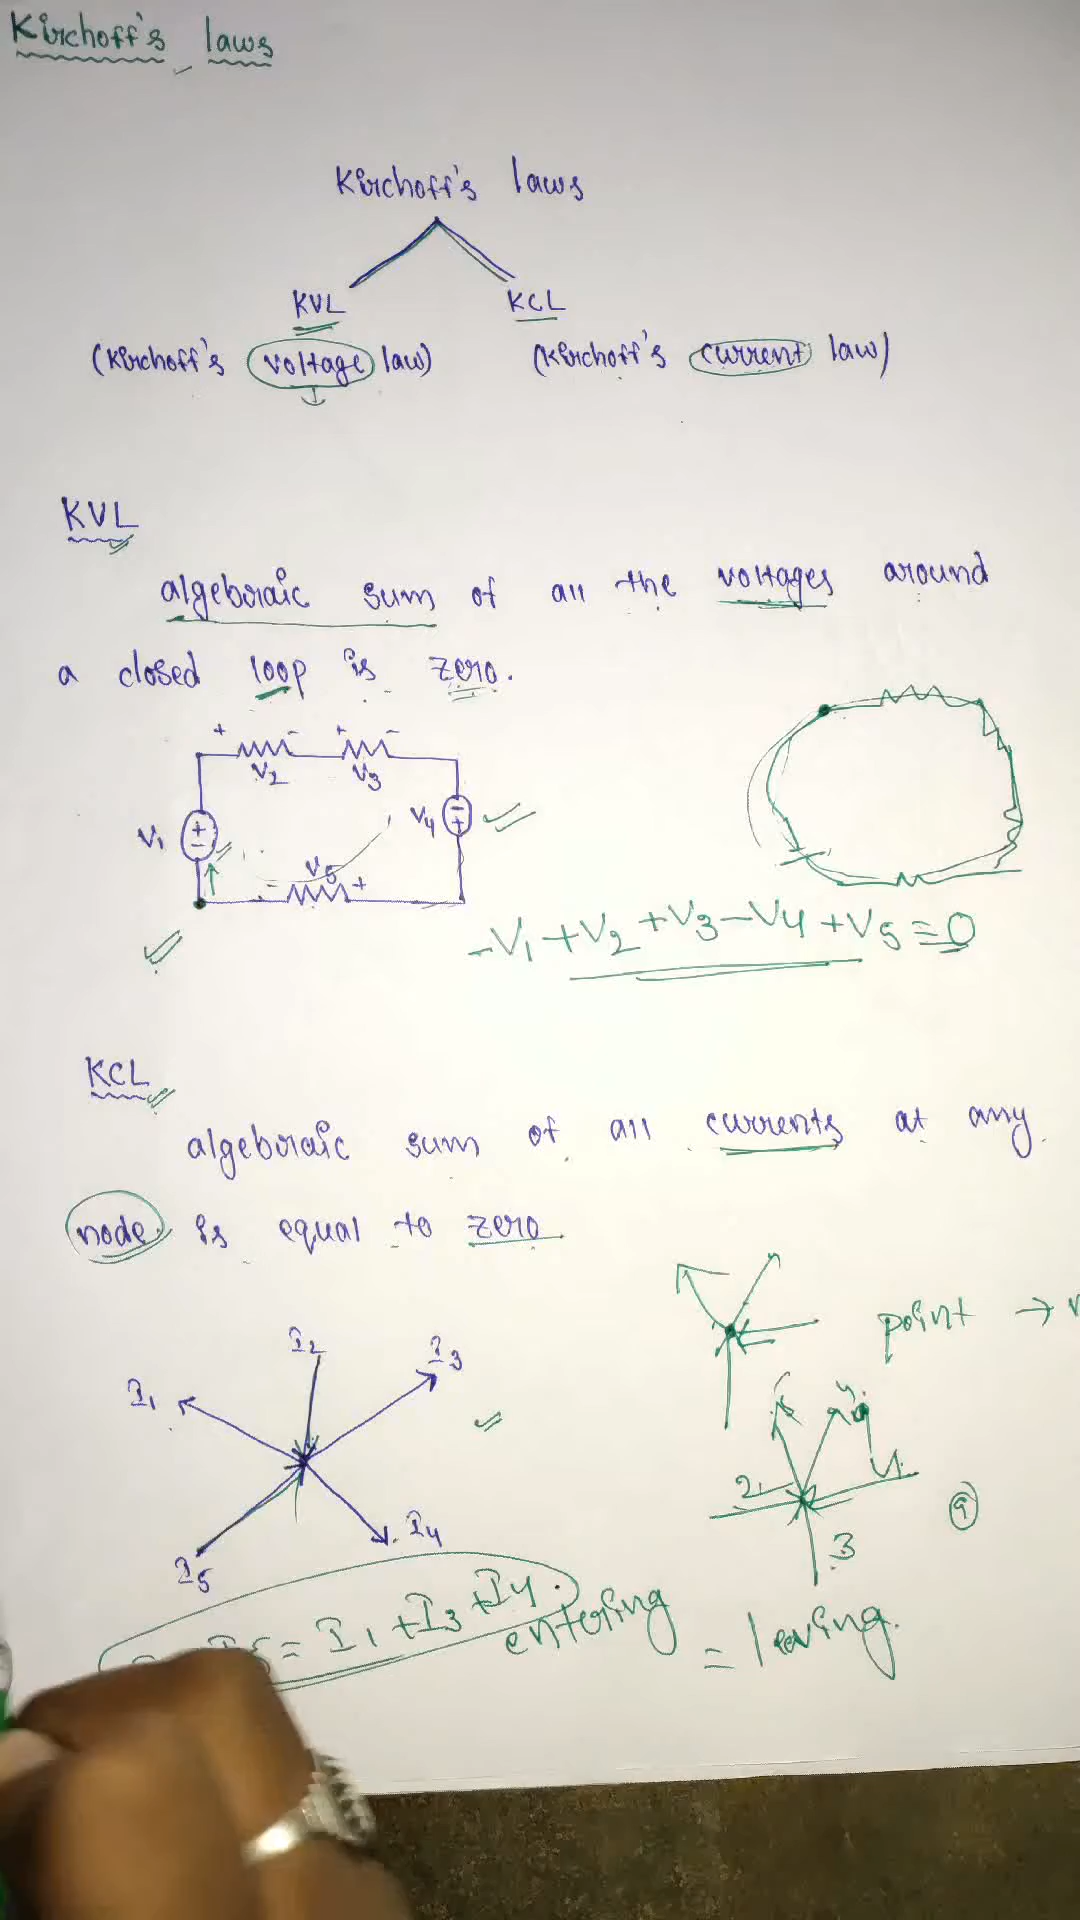 Kirchoff's laws
Kirchoff's laws
KVL KCL
(Kirchoff's voltage law) (Kirchoff's current law)
KVL
algebraic sum of all the voltages around
a closed loop is zero.
+ - + -
V2 V3
V1 + - V4 - +
V5
- +
-V1 + V2 + V3 - V4 + V5 = 0
KCL
algebraic sum of all currents at any
node is equal to zero
point →
I2 I3
I1
2
I4 3 9
I5
I5 = I1 + I3 + I4. entering = leaving.